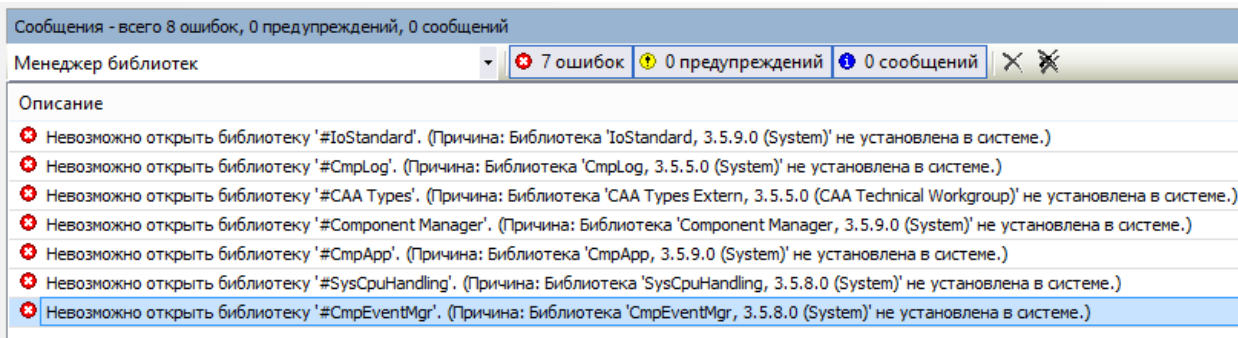 Сообщения - всего 8 ошибок, 0 предупреждений, 0 сообщений
Менеджер библиотек 7 ошибок 0 предупреждений 0 сообщений
Описание
Невозможно открыть библиотеку '#IoStandard'. (Причина: Библиотека 'IoStandard, 3.5.9.0 (System)' не установлена в системе.)
Невозможно открыть библиотеку '#CmpLog'. (Причина: Библиотека 'CmpLog, 3.5.5.0 (System)' не установлена в системе.)
Невозможно открыть библиотеку '#CAA Types'. (Причина: Библиотека 'CAA Types Extern, 3.5.5.0 (CAA Technical Workgroup)' не установлена в системе.)
Невозможно открыть библиотеку '#Component Manager'. (Причина: Библиотека 'Component Manager, 3.5.9.0 (System)' не установлена в системе.)
Невозможно открыть библиотеку '#CmpApp'. (Причина: Библиотека 'CmpApp, 3.5.9.0 (System)' не установлена в системе.)
Невозможно открыть библиотеку '#SysCpuHandling'. (Причина: Библиотека 'SysCpuHandling, 3.5.8.0 (System)' не установлена в системе.)
Невозможно открыть библиотеку '#CmpEventMgr'. (Причина: Библиотека 'CmpEventMgr, 3.5.8.0 (System)' не установлена в системе.)